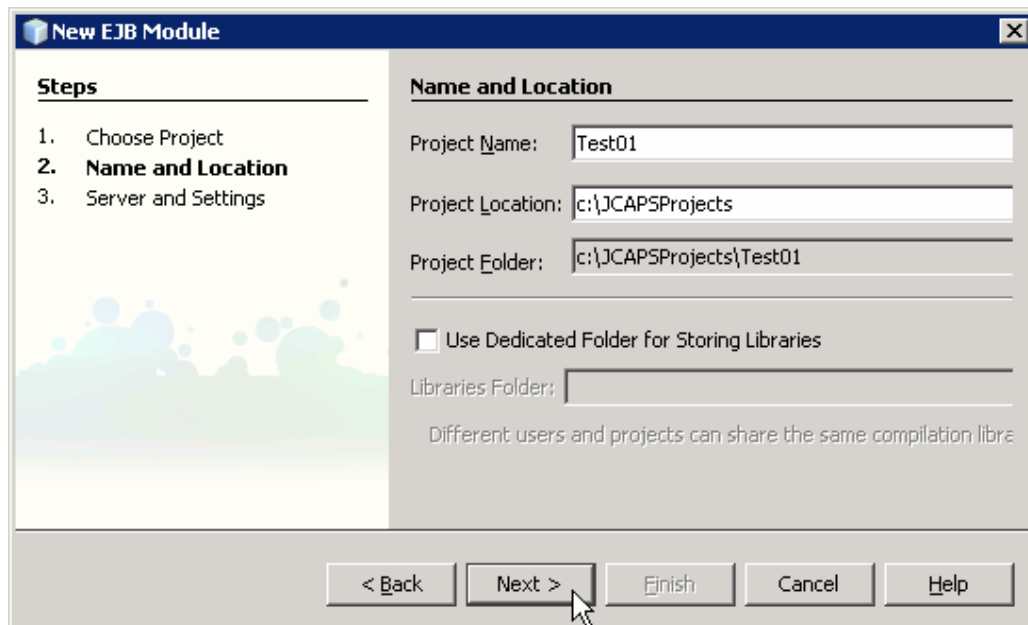 New EJB Module
Steps
1. Choose Project
2. Name and Location
3. Server and Settings
Name and Location
Project Name: Test01
Project Location: c:\JCAPSProjects
Project Folder: c:\JCAPSProjects\Test01
Use Dedicated Folder for Storing Libraries
Libraries Folder:
Different users and projects can share the same compilation libra
< Back Next > Finish Cancel Help